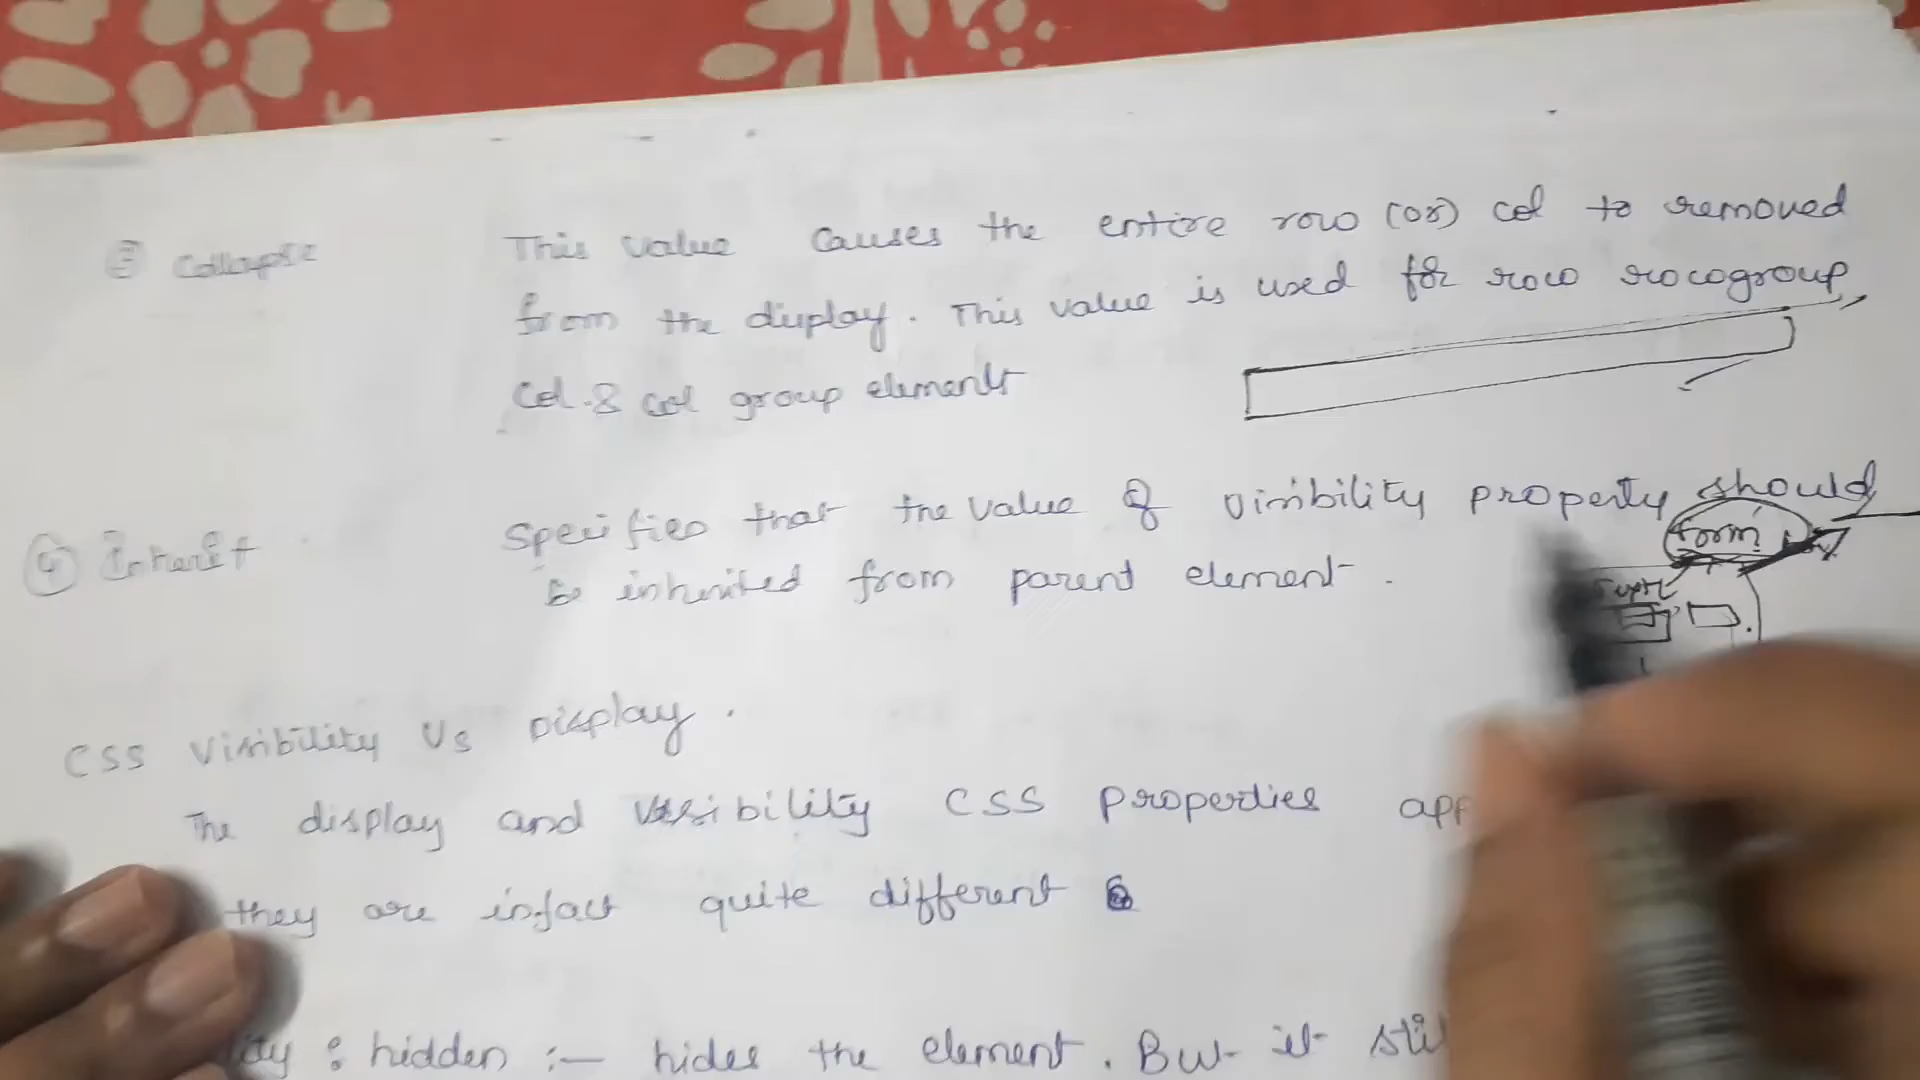 ③ Collapse This value causes the entire row (or) col to removed
from the display. This value is used for row rowgroup
Col & col group elements
④ Inherit Specifies that the value of visibility property should
form
be inherited from parent element.
CSS Visibility Vs Display.
The display and visibility CSS properties app
they are infact quite different
ity : hidden :— hides the element. But it sti